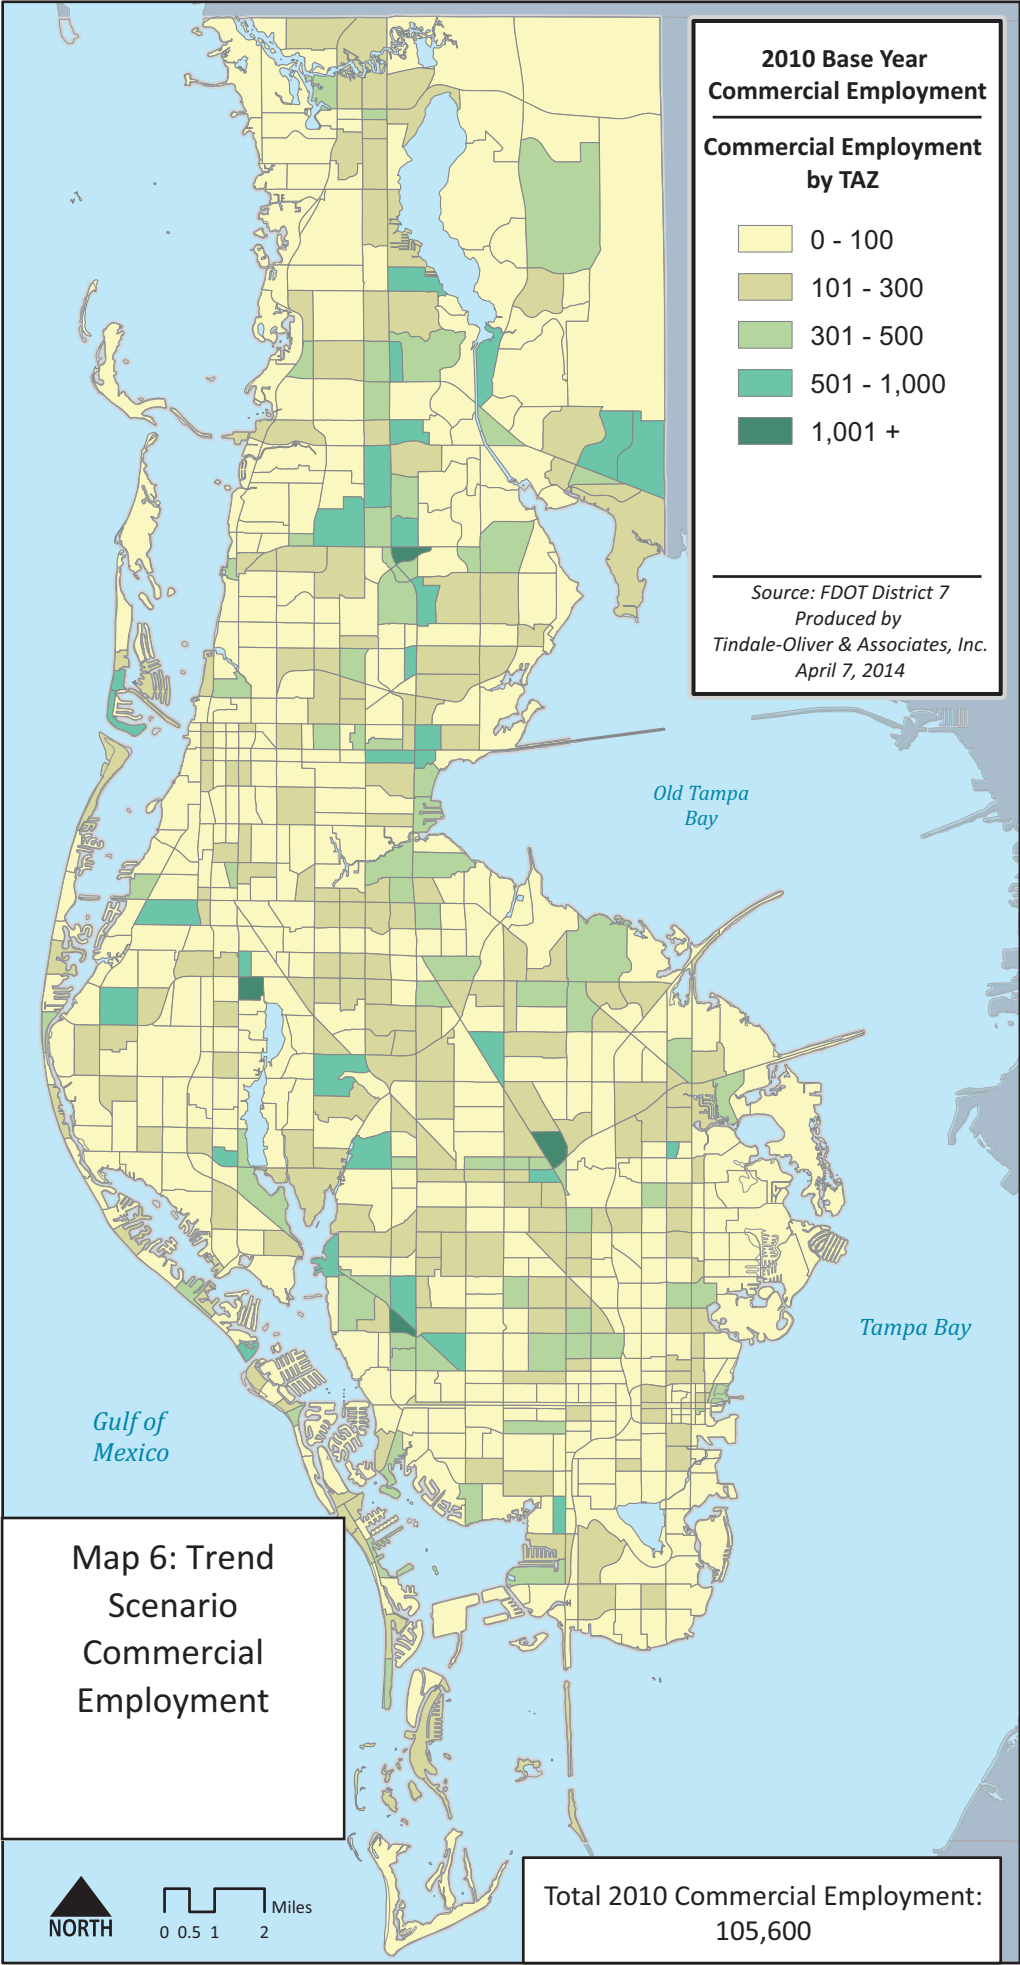 2010 Base Year
Commercial Employment
Commercial Employment
by TAZ
0 - 100
101 - 300
301 - 500
501 - 1,000
1,001 +
Source: FDOT District 7
Produced by
Tindale-Oliver & Associates, Inc.
April 7, 2014
Old Tampa
Bay
Tampa Bay
Gulf of
Mexico
Map 6: Trend
Scenario
Commercial
Employment
NORTH
Miles
0 0.5 1 2
Total 2010 Commercial Employment:
105,600